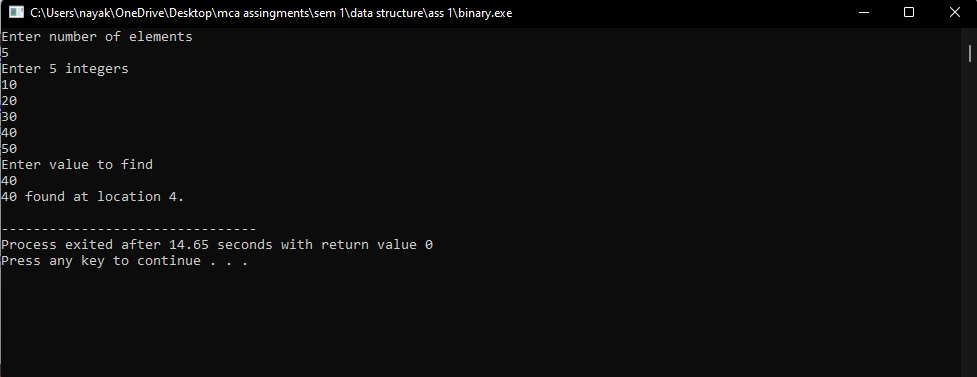 C:\Users\nayak\OneDrive\Desktop\mca assingments\sem 1\data structure\ass 1\binary.exe
Enter number of elements
5
Enter 5 integers
10
20
30
40
50
Enter value to find
40
40 found at location 4.
--------------------------------
Process exited after 14.65 seconds with return value 0
Press any key to continue . . .